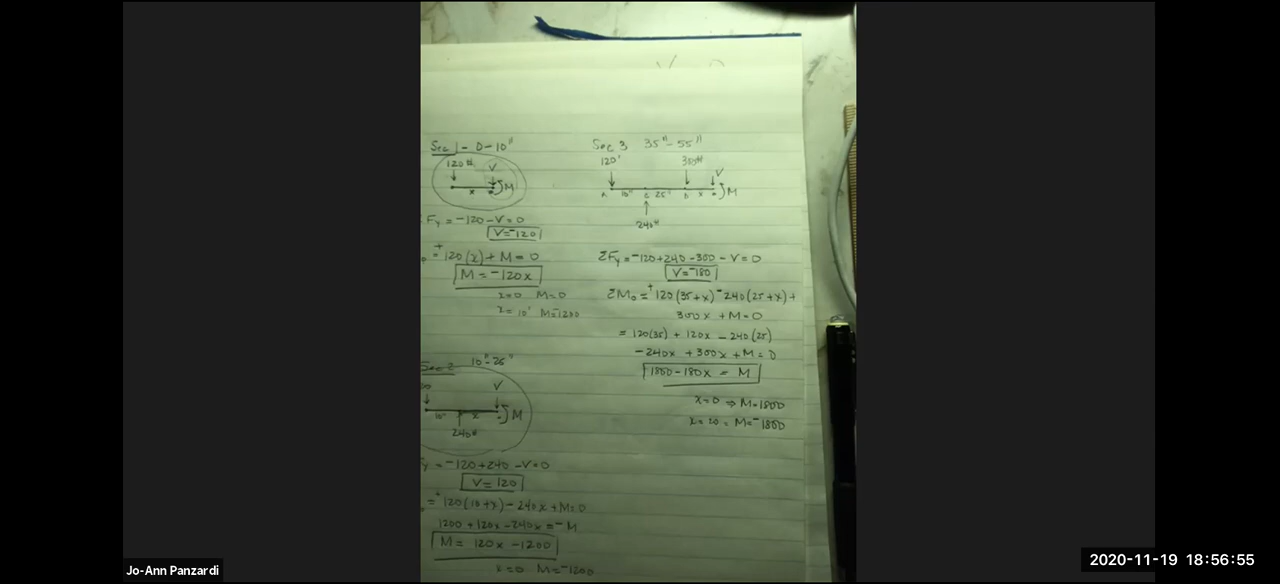 Sec 1 - 0-10"
120#
V
x
M
Fy = -120 - V = 0
V = -120
= +120(x) + M = 0
M = -120x
x=0 M=0
x=10' M=-1200
Sec 2 10"-25"
V
10"
x
M
240#
= -120+240 -V=0
V = 120
= +120(10+x) - 240x + M=0
1200 + 120x - 240x = -M
M = 120x - 1200
x=0 M=-1200
Sec 3 35"-55"
120'
300#
V
M
A 10" C 25' D x
240#
ΣFy = -120+240-300 - V = 0
V = -180
ΣMo = +120(35+x) - 240(25+x) +
300x + M = 0
= 120(35) + 120x - 240(25)
- 240x + 300x + M = 0
1800 - 180x = M
x=0 ⇒ M=1800
x=20 = M=-1800
Jo-Ann Panzardi
2020-11-19 18:56:55